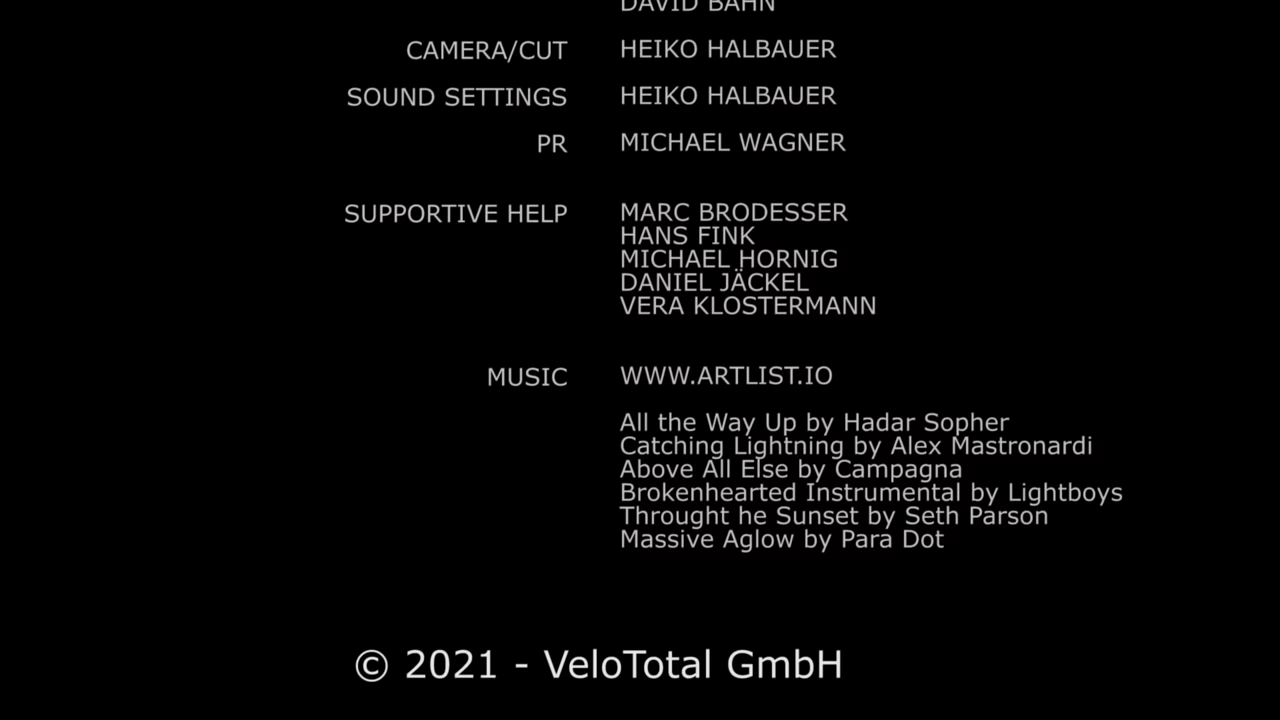 DAVID BAHN
CAMERA/CUT HEIKO HALBAUER
SOUND SETTINGS HEIKO HALBAUER
PR MICHAEL WAGNER
SUPPORTIVE HELP MARC BRODESSER
HANS FINK
MICHAEL HORNIG
DANIEL JÄCKEL
VERA KLOSTERMANN
MUSIC WWW.ARTLIST.IO
All the Way Up by Hadar Sopher
Catching Lightning by Alex Mastronardi
Above All Else by Campagna
Brokenhearted Instrumental by Lightboys
Throught he Sunset by Seth Parson
Massive Aglow by Para Dot
© 2021 - VeloTotal GmbH